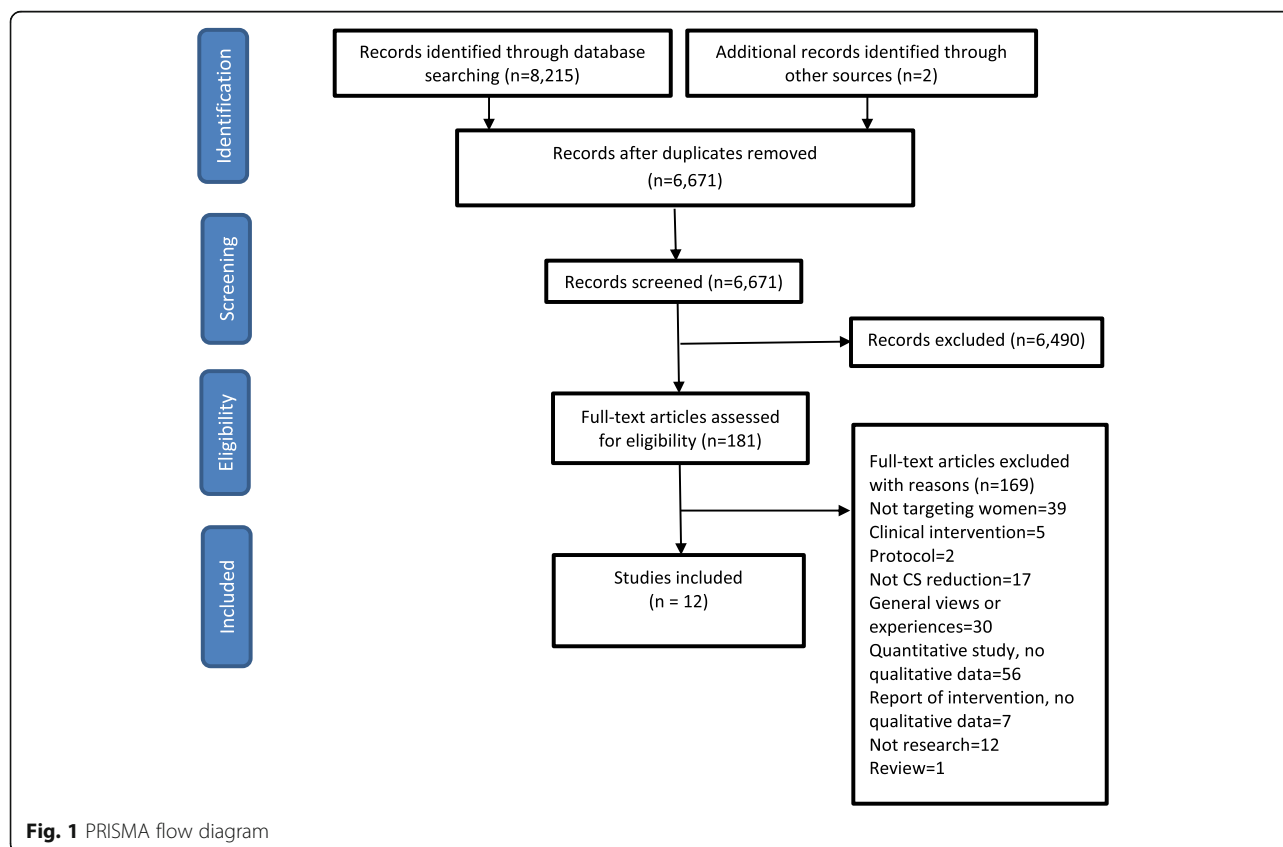 Identification
Records identified through database
searching (n=8,215)
Additional records identified through
other sources (n=2)
Records after duplicates removed
(n=6,671)
Screening
Records screened (n=6,671)
Records excluded (n=6,490)
Eligibility
Full-text articles assessed
for eligibility (n=181)
Full-text articles excluded
with reasons (n=169)
Not targeting women=39
Clinical intervention=5
Protocol=2
Not CS reduction=17
General views or
experiences=30
Quantitative study, no
qualitative data=56
Report of intervention, no
qualitative data=7
Not research=12
Review=1
Included
Studies included
(n = 12)
Fig. 1 PRISMA flow diagram